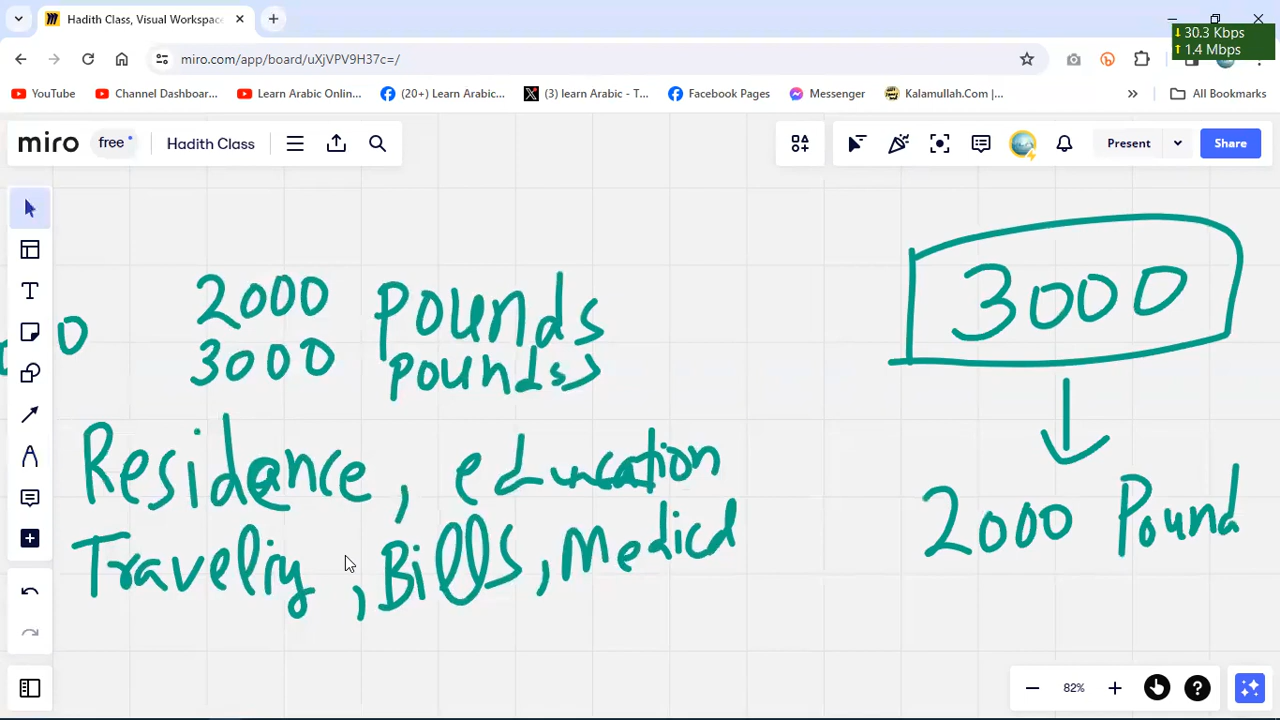 Hadith Class, Visual Workspace
30.3 Kbps
1.4 Mbps
miro.com/app/board/uXjVPV9H37c=/
YouTube
Channel Dashboar...
Learn Arabic Onlin...
(20+) Learn Arabic...
(3) learn Arabic - T...
Facebook Pages
Messenger
Kalamullah.Com |...
All Bookmarks
miro
free
Hadith Class
Present
Share
2000 pounds
3000 pounds
Residence, education
Traveliy, Bills, Medical
3000
2000 Pound
82%